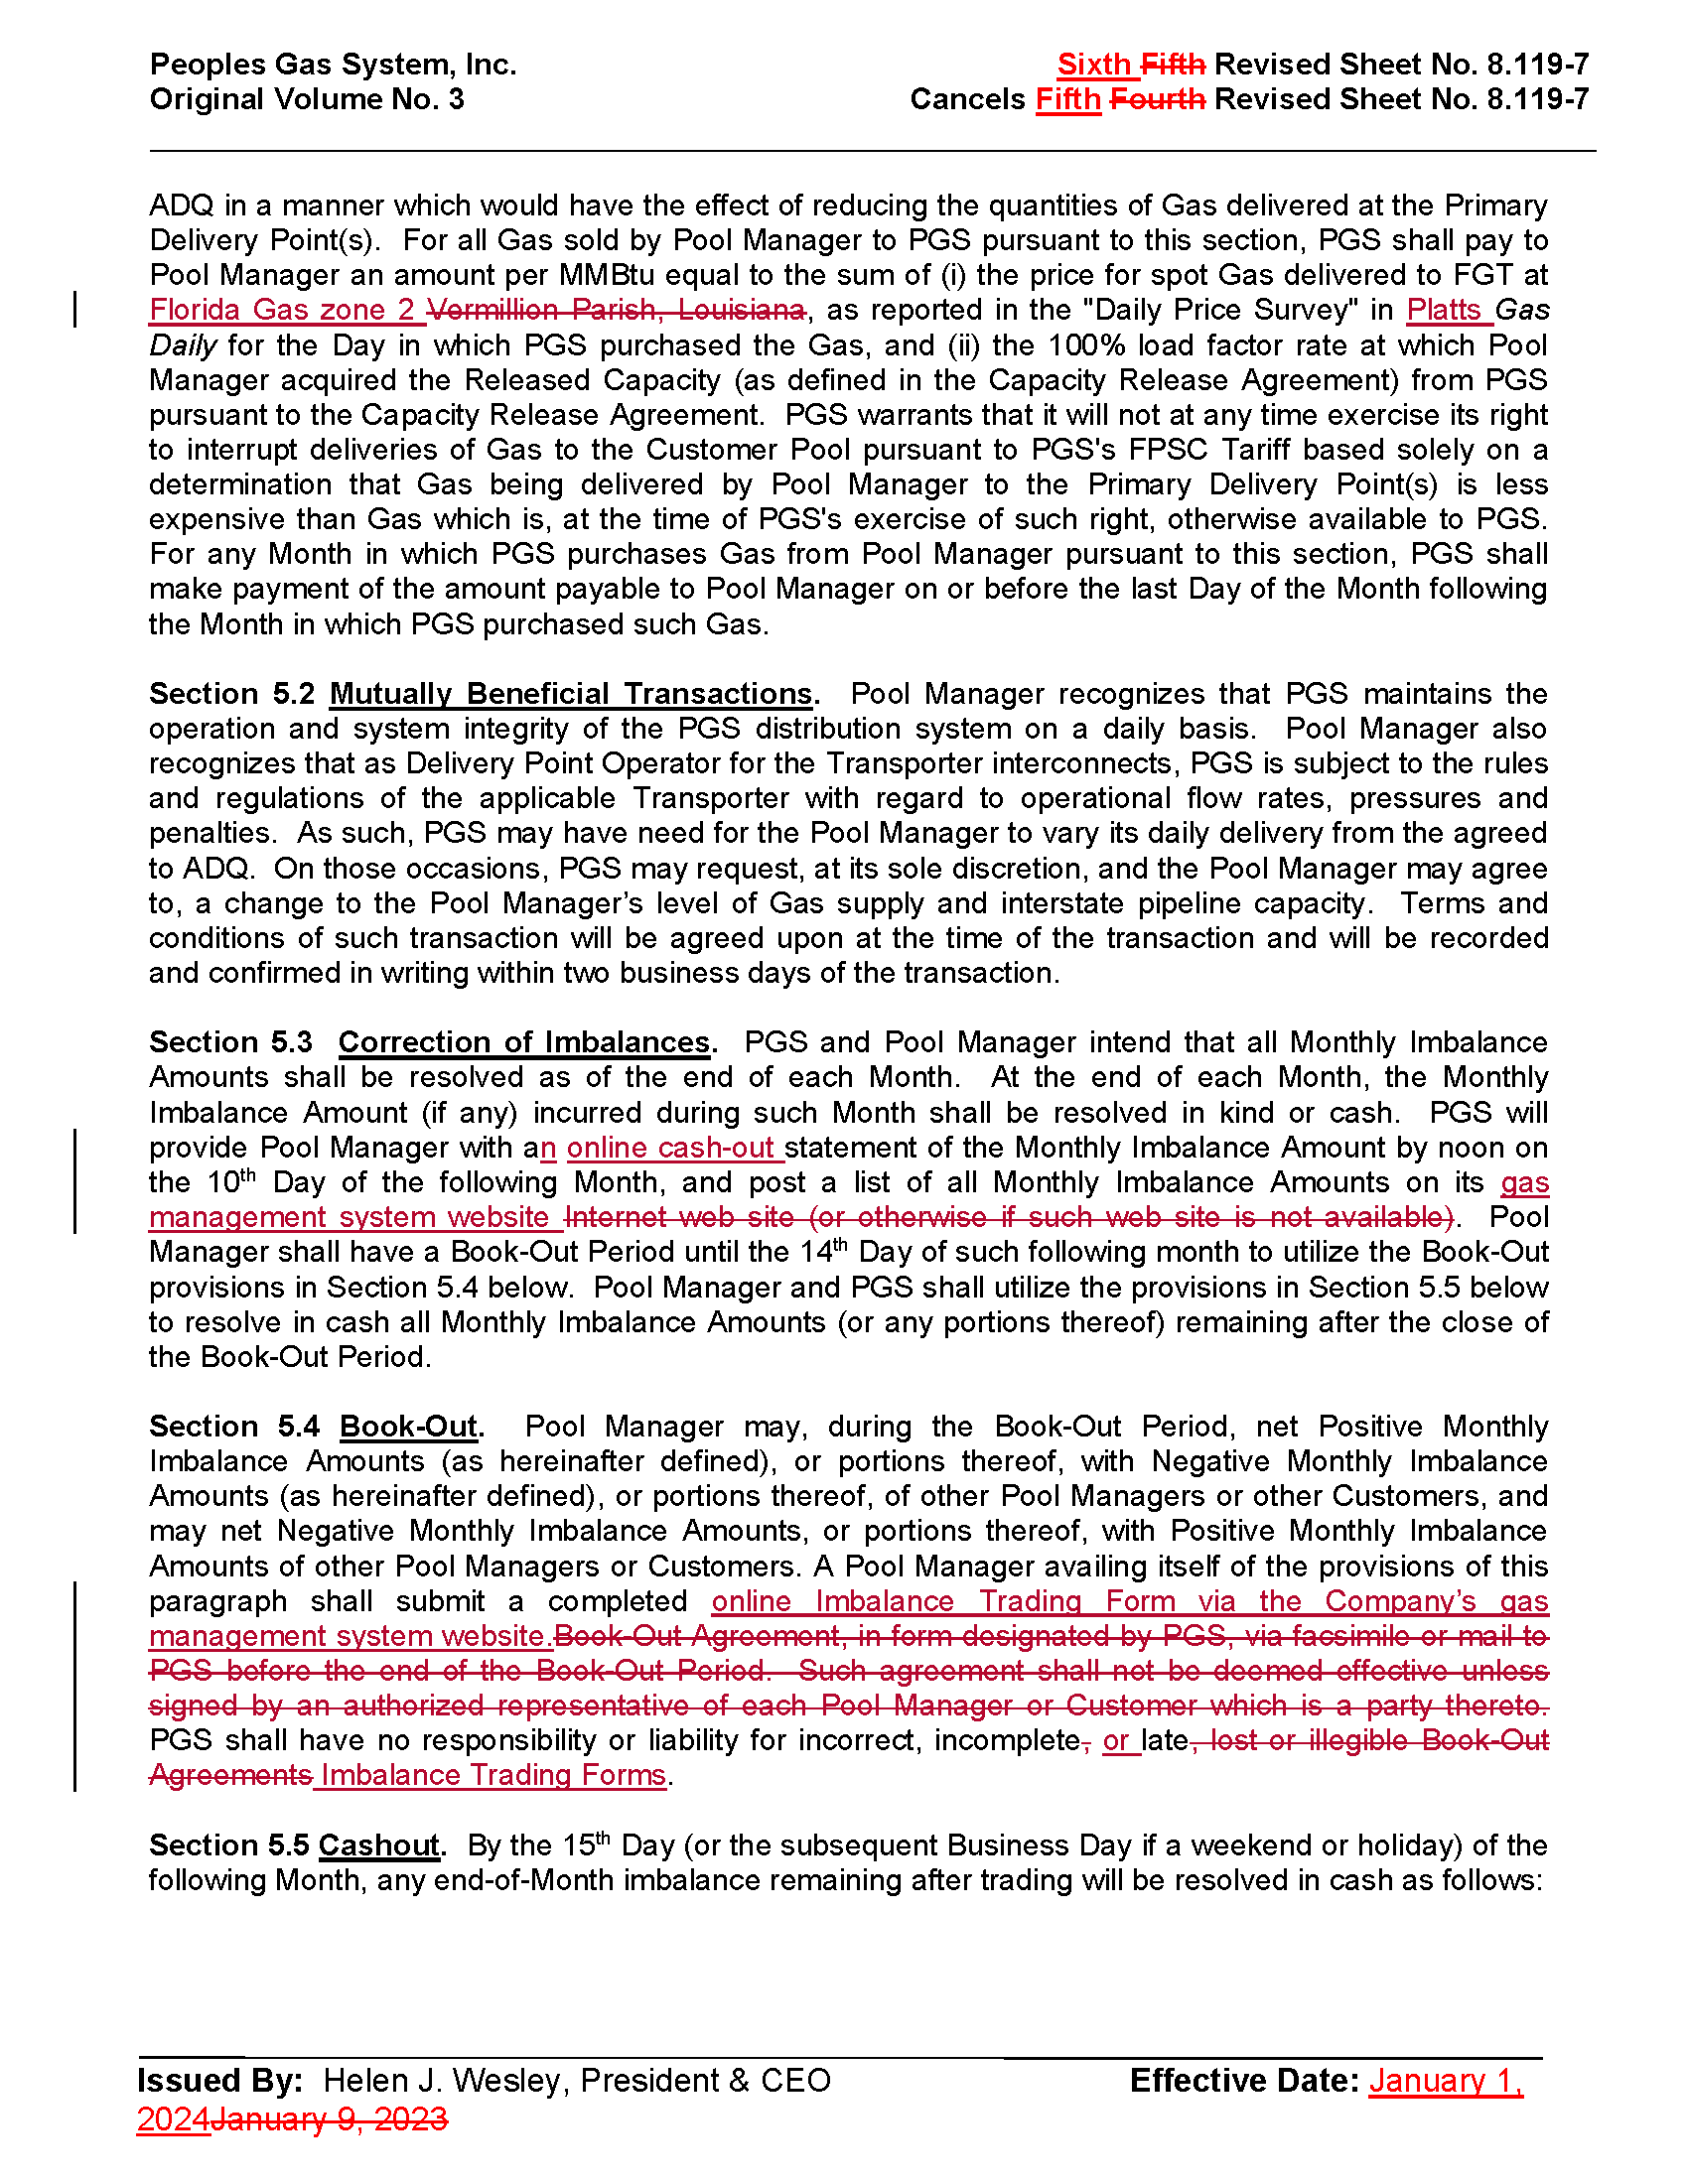 Peoples Gas System, Inc. Sixth Fifth Revised Sheet No. 8.119-7
Original Volume No. 3 Cancels Fifth Fourth Revised Sheet No. 8.119-7
ADQ in a manner which would have the effect of reducing the quantities of Gas delivered at the Primary
Delivery Point(s). For all Gas sold by Pool Manager to PGS pursuant to this section, PGS shall pay to
Pool Manager an amount per MMBtu equal to the sum of (i) the price for spot Gas delivered to FGT at
Florida Gas zone 2 Vermillion Parish, Louisiana, as reported in the "Daily Price Survey" in Platts Gas
Daily for the Day in which PGS purchased the Gas, and (ii) the 100% load factor rate at which Pool
Manager acquired the Released Capacity (as defined in the Capacity Release Agreement) from PGS
pursuant to the Capacity Release Agreement. PGS warrants that it will not at any time exercise its right
to interrupt deliveries of Gas to the Customer Pool pursuant to PGS's FPSC Tariff based solely on a
determination that Gas being delivered by Pool Manager to the Primary Delivery Point(s) is less
expensive than Gas which is, at the time of PGS's exercise of such right, otherwise available to PGS.
For any Month in which PGS purchases Gas from Pool Manager pursuant to this section, PGS shall
make payment of the amount payable to Pool Manager on or before the last Day of the Month following
the Month in which PGS purchased such Gas.
Section 5.2 Mutually Beneficial Transactions. Pool Manager recognizes that PGS maintains the
operation and system integrity of the PGS distribution system on a daily basis. Pool Manager also
recognizes that as Delivery Point Operator for the Transporter interconnects, PGS is subject to the rules
and regulations of the applicable Transporter with regard to operational flow rates, pressures and
penalties. As such, PGS may have need for the Pool Manager to vary its daily delivery from the agreed
to ADQ. On those occasions, PGS may request, at its sole discretion, and the Pool Manager may agree
to, a change to the Pool Manager’s level of Gas supply and interstate pipeline capacity. Terms and
conditions of such transaction will be agreed upon at the time of the transaction and will be recorded
and confirmed in writing within two business days of the transaction.
Section 5.3 Correction of Imbalances. PGS and Pool Manager intend that all Monthly Imbalance
Amounts shall be resolved as of the end of each Month. At the end of each Month, the Monthly
Imbalance Amount (if any) incurred during such Month shall be resolved in kind or cash. PGS will
provide Pool Manager with an online cash-out statement of the Monthly Imbalance Amount by noon on
the 10th Day of the following Month, and post a list of all Monthly Imbalance Amounts on its gas
management system website Internet web site (or otherwise if such web site is not available). Pool
Manager shall have a Book-Out Period until the 14th Day of such following month to utilize the Book-Out
provisions in Section 5.4 below. Pool Manager and PGS shall utilize the provisions in Section 5.5 below
to resolve in cash all Monthly Imbalance Amounts (or any portions thereof) remaining after the close of
the Book-Out Period.
Section 5.4 Book-Out. Pool Manager may, during the Book-Out Period, net Positive Monthly
Imbalance Amounts (as hereinafter defined), or portions thereof, with Negative Monthly Imbalance
Amounts (as hereinafter defined), or portions thereof, of other Pool Managers or other Customers, and
may net Negative Monthly Imbalance Amounts, or portions thereof, with Positive Monthly Imbalance
Amounts of other Pool Managers or Customers. A Pool Manager availing itself of the provisions of this
paragraph shall submit a completed online Imbalance Trading Form via the Company’s gas
management system website.Book-Out Agreement, in form designated by PGS, via facsimile or mail to
PGS before the end of the Book-Out Period. Such agreement shall not be deemed effective unless
signed by an authorized representative of each Pool Manager or Customer which is a party thereto.
PGS shall have no responsibility or liability for incorrect, incomplete, or late, lost or illegible Book-Out
Agreements Imbalance Trading Forms.
Section 5.5 Cashout. By the 15th Day (or the subsequent Business Day if a weekend or holiday) of the
following Month, any end-of-Month imbalance remaining after trading will be resolved in cash as follows:
Issued By: Helen J. Wesley, President & CEO Effective Date: January 1,
2024January 9, 2023